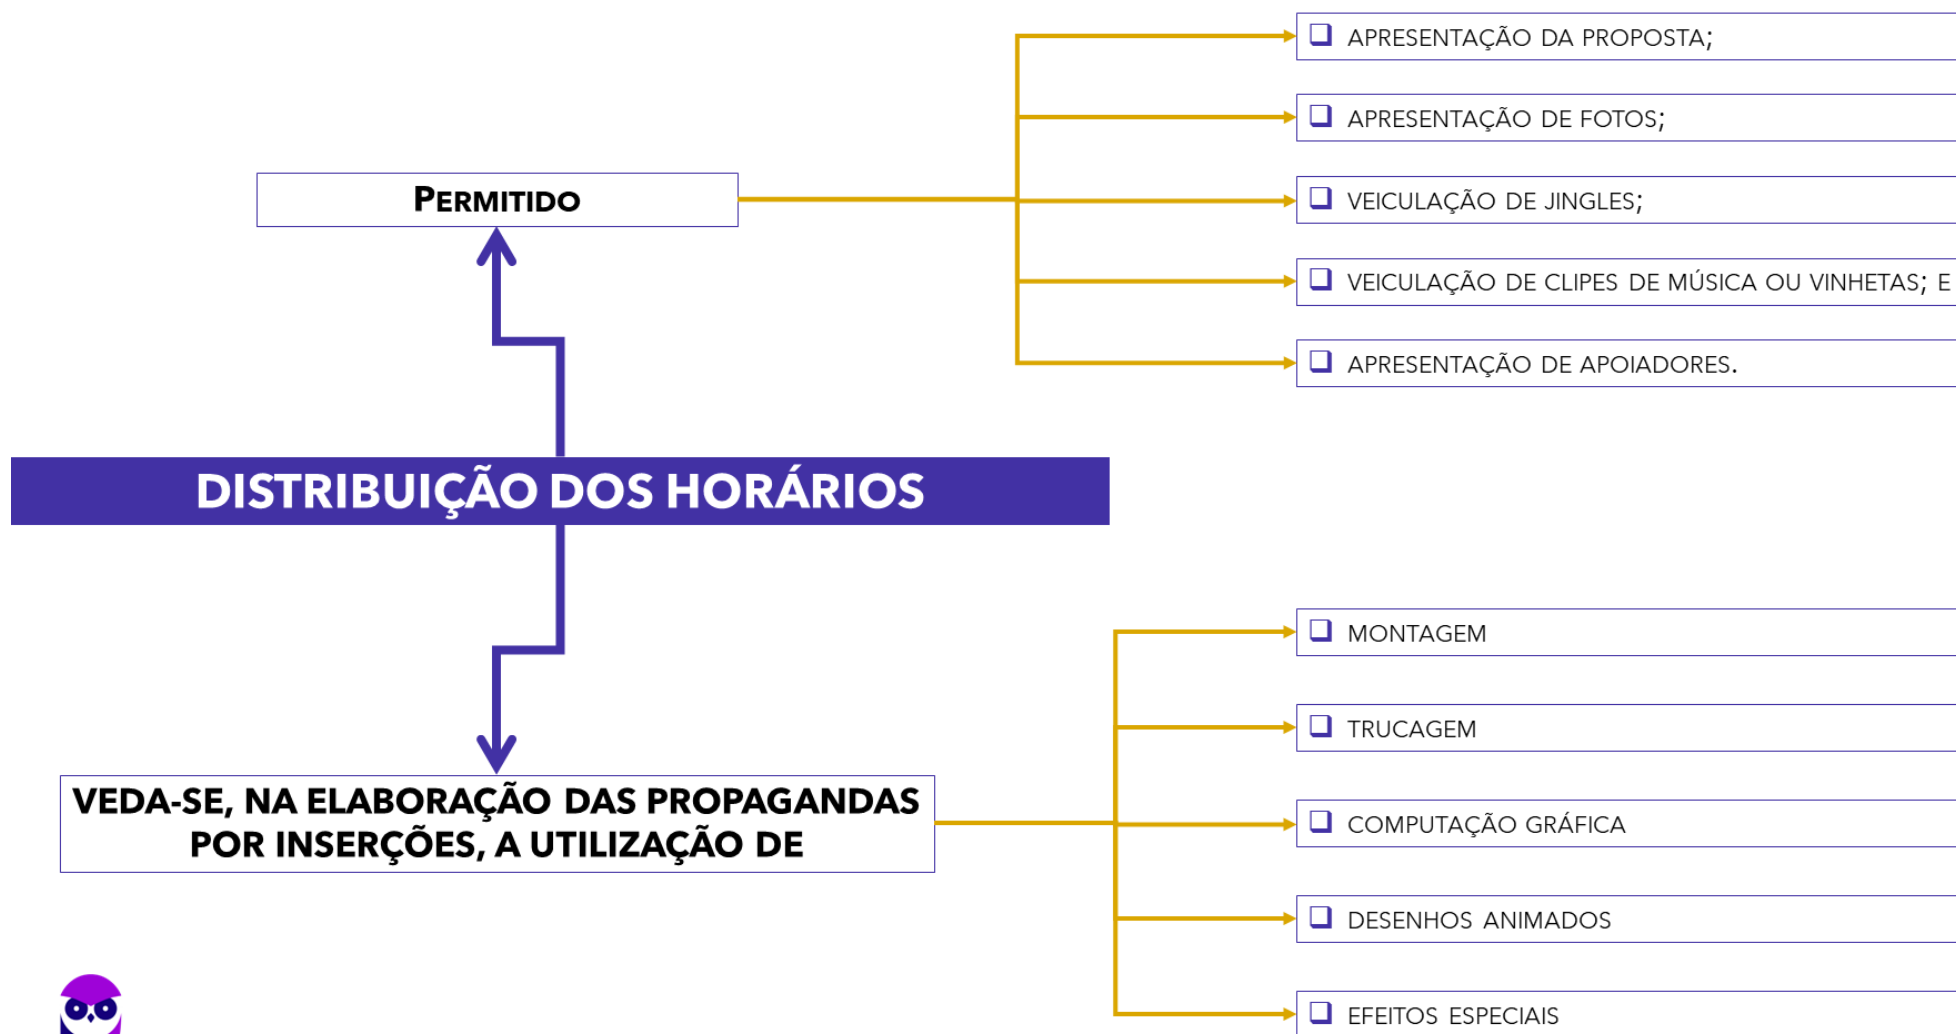 APRESENTAÇÃO DA PROPOSTA;
APRESENTAÇÃO DE FOTOS;
PERMITIDO
VEICULAÇÃO DE JINGLES;
VEICULAÇÃO DE CLIPES DE MÚSICA OU VINHETAS; E
APRESENTAÇÃO DE APOIADORES.
DISTRIBUIÇÃO DOS HORÁRIOS
MONTAGEM
TRUCAGEM
VEDA-SE, NA ELABORAÇÃO DAS PROPAGANDAS
POR INSERÇÕES, A UTILIZAÇÃO DE
COMPUTAÇÃO GRÁFICA
DESENHOS ANIMADOS
EFEITOS ESPECIAIS